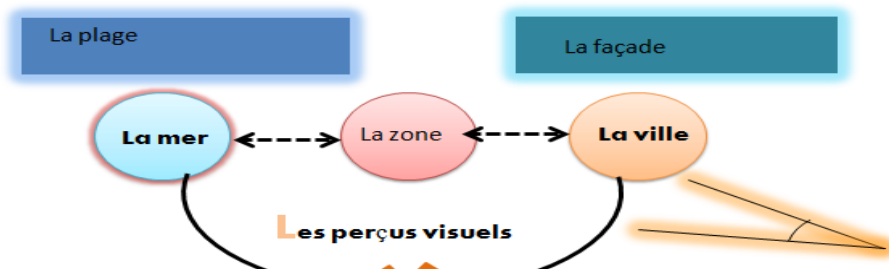 La plage
La façade
La mer
La zone
La ville
Les perçus visuels